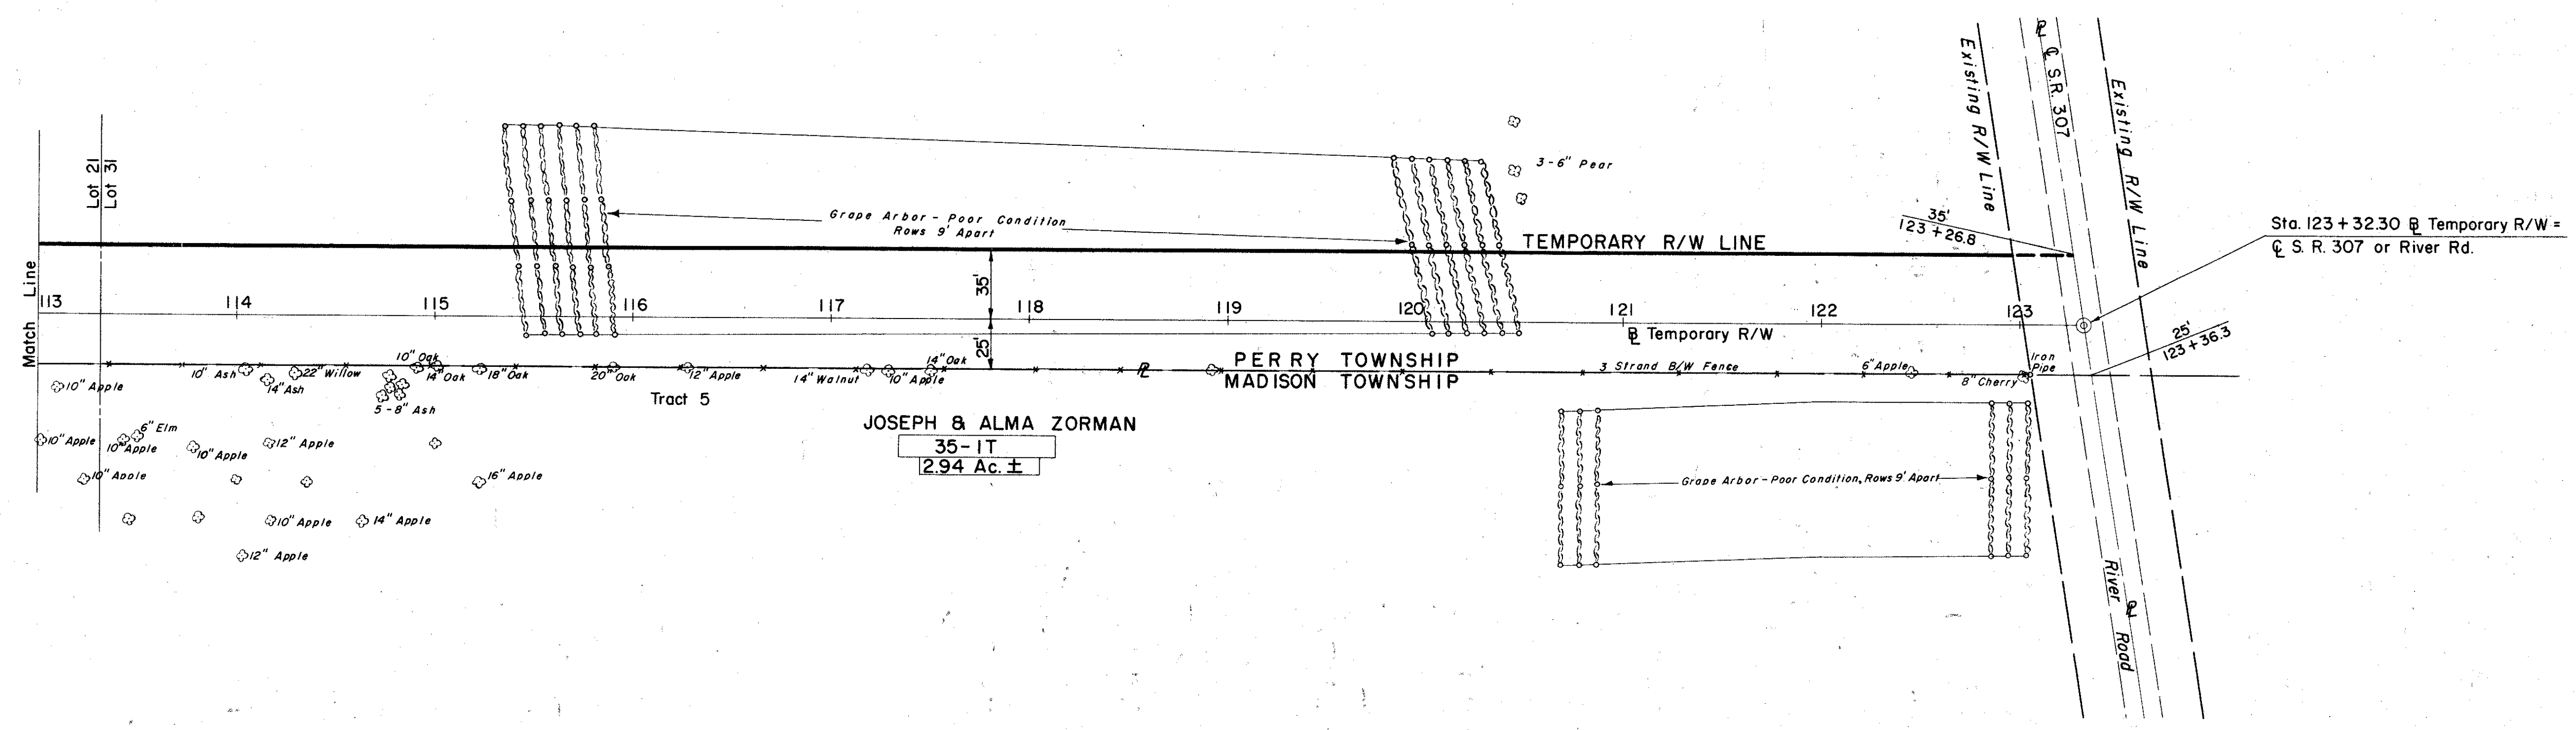 Match Line
Lot 21
Lot 31
113
114
115
116
117
118
119
120
121
122
123
Grape Arbor - Poor Condition
Rows 9' Apart
35'
25'
TEMPORARY R/W LINE
3-6" Pear
Existing R/W Line
℄ S.R. 307
Existing R/W Line
35'
123 + 26.8
Sta. 123 + 32.30 B̵L Temporary R/W =
℄ S. R. 307 or River Rd.
25'
123 + 36.3
B̵L Temporary R/W
PERRY TOWNSHIP
MADISON TOWNSHIP
3 Strand B/W Fence
6" Apple
8" Cherry
Iron
Pipe
10" Apple
10" Ash
14" Ash
22" Willow
10" Oak
14" Oak
18" Oak
5-8" Ash
20" Oak
12" Apple
14" Walnut
10" Apple
14" Oak
Tract 5
10" Apple
10" Apple
6" Elm
10" Apple
12" Apple
10" Apple
16" Apple
10" Apple
14" Apple
12" Apple
JOSEPH & ALMA ZORMAN
35-1T
2.94 Ac. ±
Grape Arbor - Poor Condition, Rows 9' Apart
River Road